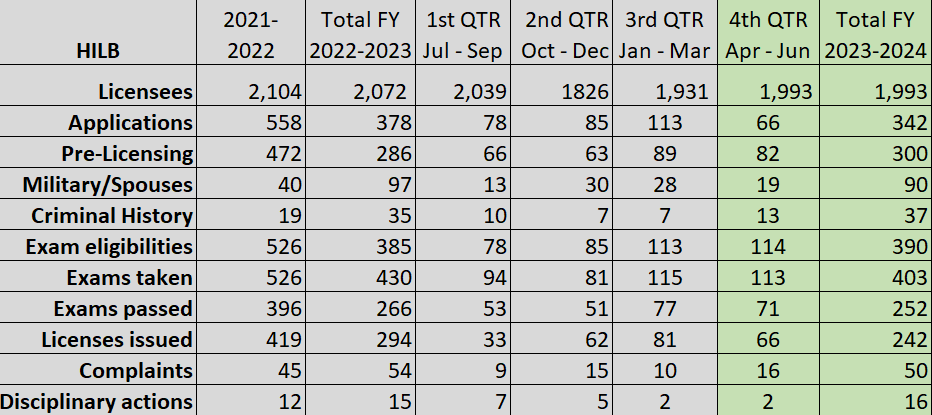 HILB 2021-2022 Total FY 2022-2023 1st QTR Jul - Sep 2nd QTR Oct - Dec 3rd QTR Jan - Mar 4th QTR Apr - Jun Total FY 2023-2024
Licensees 2,104 2,072 2,039 1826 1,931 1,993 1,993
Applications 558 378 78 85 113 66 342
Pre-Licensing 472 286 66 63 89 82 300
Military/Spouses 40 97 13 30 28 19 90
Criminal History 19 35 10 7 7 13 37
Exam eligibilities 526 385 78 85 113 114 390
Exams taken 526 430 94 81 115 113 403
Exams passed 396 266 53 51 77 71 252
Licenses issued 419 294 33 62 81 66 242
Complaints 45 54 9 15 10 16 50
Disciplinary actions 12 15 7 5 2 2 16